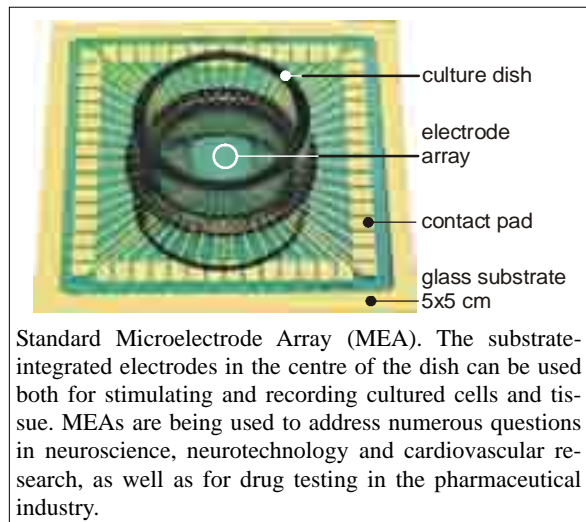 culture dish
electrode
array
contact pad
glass substrate
5x5 cm
Standard Microelectrode Array (MEA). The substrate-
integrated electrodes in the centre of the dish can be used
both for stimulating and recording cultured cells and tis-
sue. MEAs are being used to address numerous questions
in neuroscience, neurotechnology and cardiovascular re-
search, as well as for drug testing in the pharmaceutical
industry.